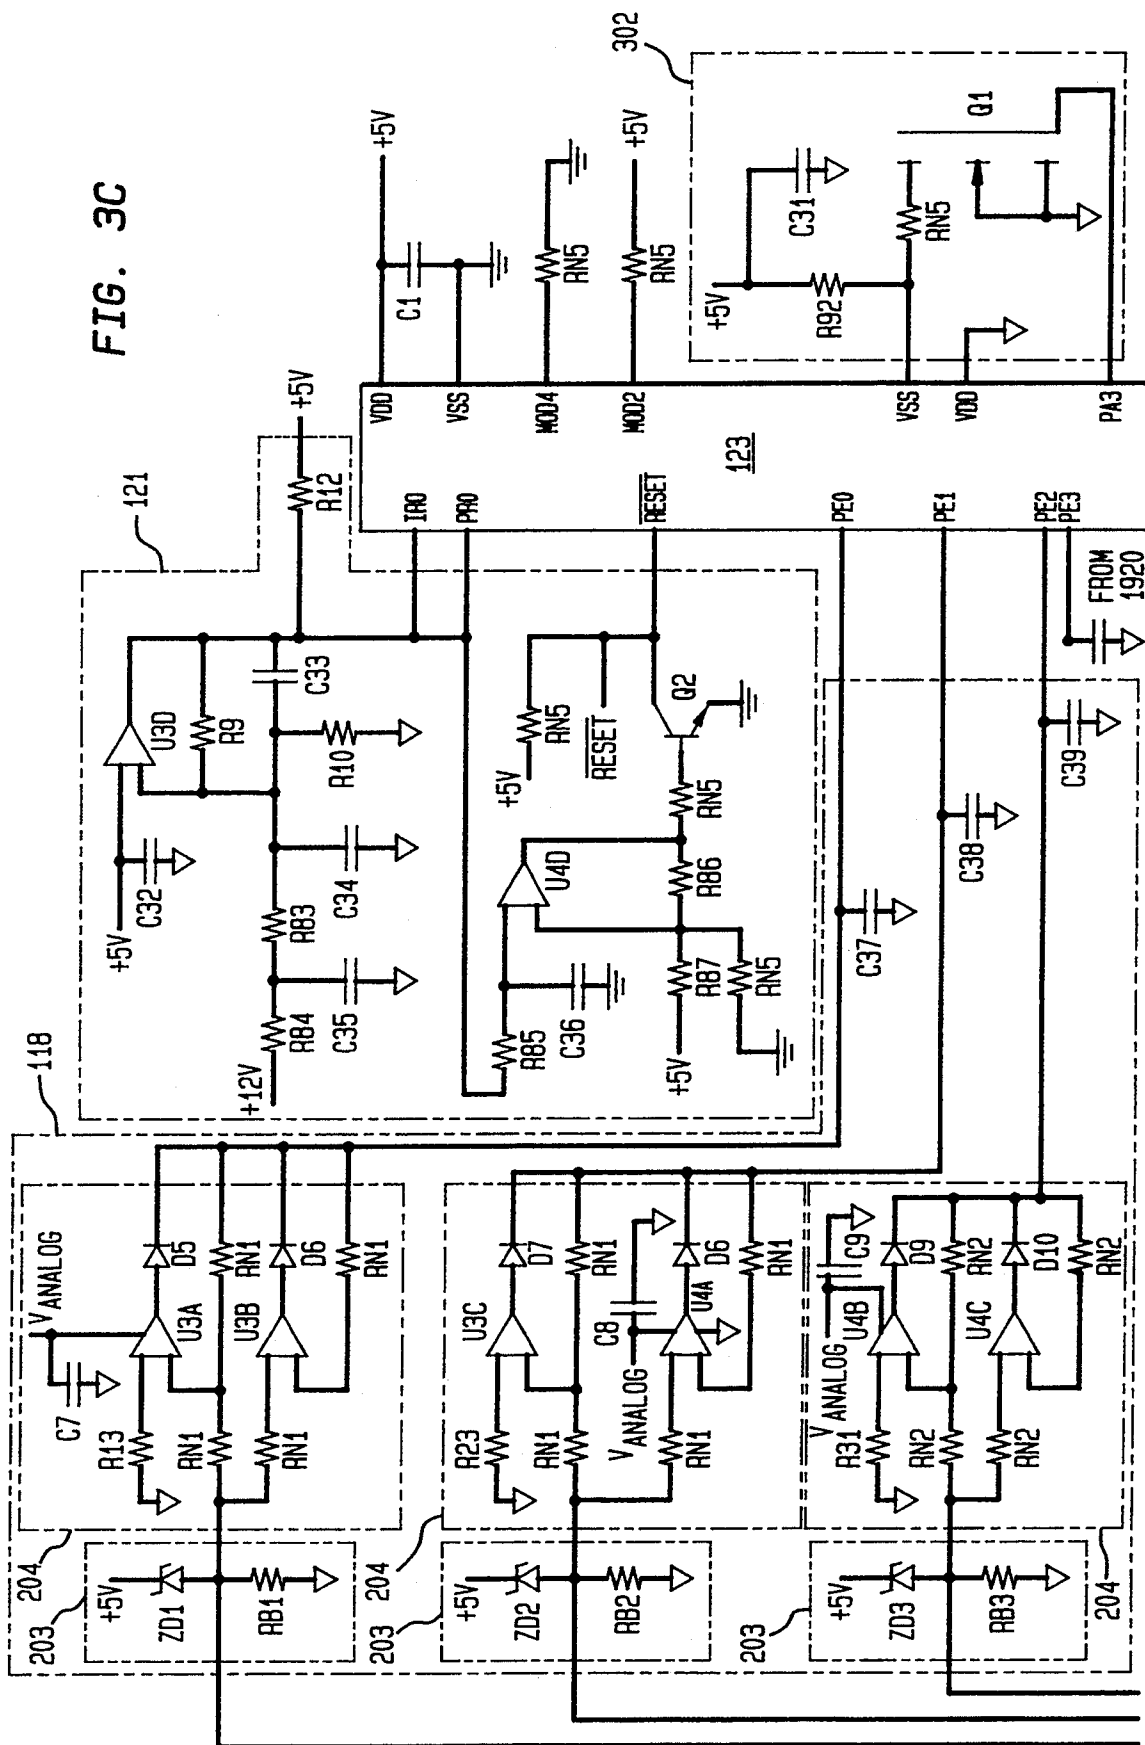 FIG. 3C
118
121
302
+5V
C32
U3D
R9
+12V
R84
R83
C35
C34
R10
C33
R12
+5V
IRQ
PRO
R85
C36
U4D
R86
R87
+5V
RN5
RN5
Q2
+5V
RN5
RESET
RESET
VDD
VSS
MOD4
MOD2
C1
+5V
RN5
RN5
+5V
123
PE0
PE1
PE2
PE3
VSS
VDD
PA3
+5V
C31
R92
RN5
Q1
FROM
1920
C37
C38
C39
204
203
+5V
ZD1
RB1
C7
V ANALOG
R13
RN1
RN1
U3A
U3B
D5
RN1
D6
RN1
204
203
+5V
ZD2
RB2
R23
RN1
V ANALOG
RN1
U3C
C8
U4A
D7
RN1
D6
RN1
203
+5V
ZD3
RB3
204
V ANALOG
R31
RN2
RN2
U4B
U4C
C9
D9
RN2
D10
RN2